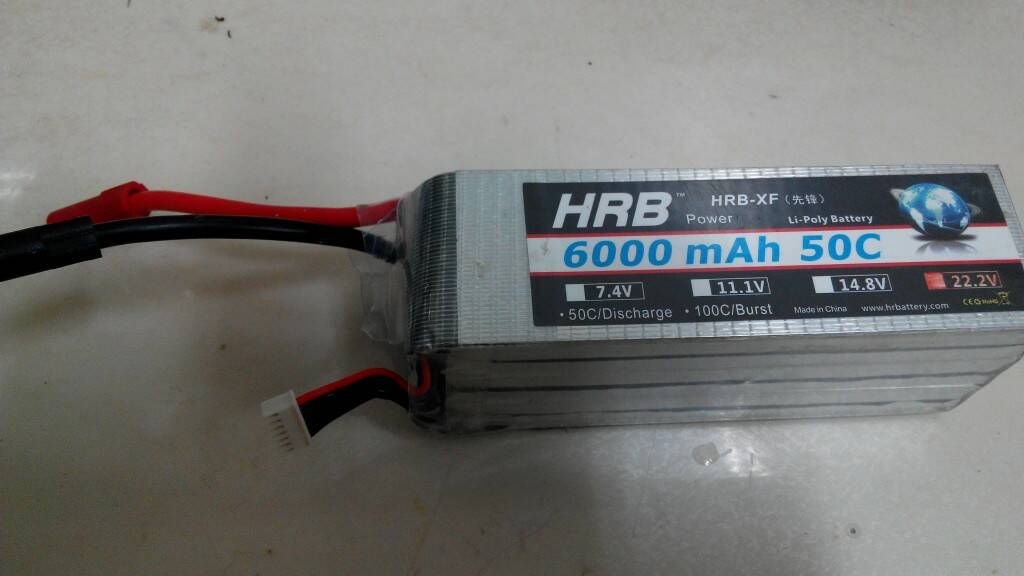 HRB™ Power HRB-XF（先锋）
Li-Poly Battery
6000 mAh 50C
7.4V 11.1V 14.8V 22.2V
• 50C/Discharge • 100C/Burst Made in China www.hrbattery.com CE RoHS